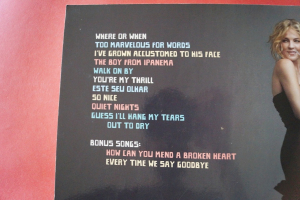 WHERE OR WHEN
TOO MARVELOUS FOR WORDS
I'VE GROWN ACCUSTOMED TO HIS FACE
THE BOY FROM IPANEMA
WALK ON BY
YOU'RE MY THRILL
ESTE SEU OLHAR
SO NICE
QUIET NIGHTS
GUESS I'LL HANG MY TEARS
OUT TO DRY
BONUS SONGS:
HOW CAN YOU MEND A BROKEN HEART
EVERY TIME WE SAY GOODBYE